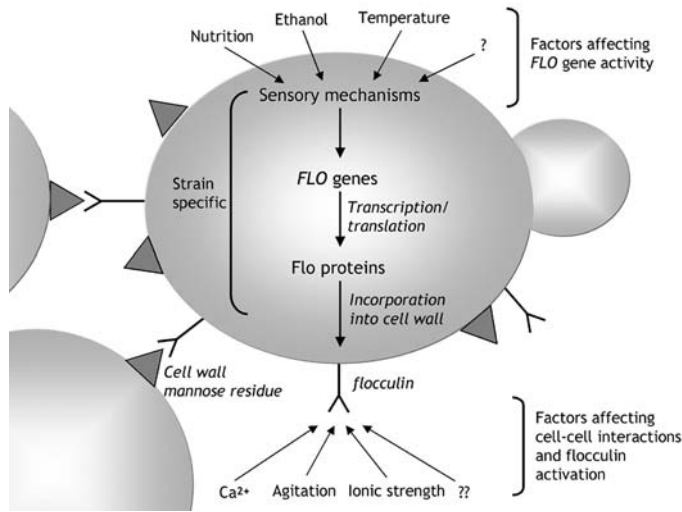 Ethanol
Temperature
Nutrition
?
Factors affecting
FLO gene activity
Sensory mechanisms
Strain
specific
FLO genes
Transcription/
translation
Flo proteins
Incorporation
into cell wall
Cell wall
mannose residue
flocculin
Factors affecting
cell-cell interactions
and flocculin
activation
Ca²⁺
Agitation
Ionic strength
??